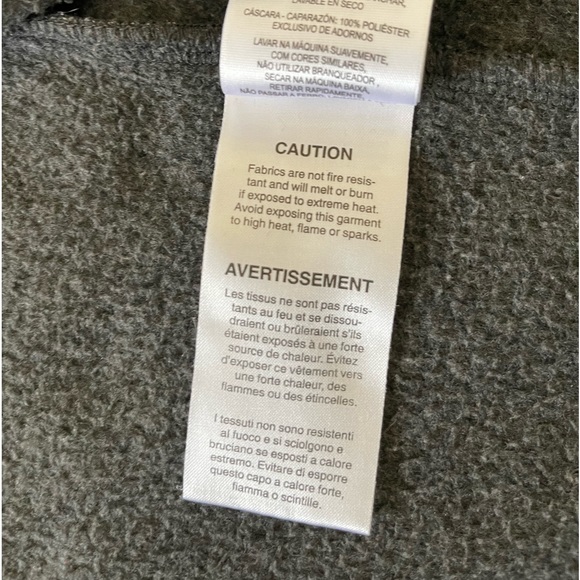 LAVABLE EN SECO
CÁSCARA - CAPARAZÓN: 100% POLIÉSTER
EXCLUSIVO DE ADORNOS
LAVAR NA MÁQUINA SUAVEMENTE,
COM CORES SIMILARES,
NÃO UTILIZAR BRANQUEADOR,
SECAR NA MÁQUINA BAIXA,
RETIRAR RAPIDAMENTE,
NÃO PASSAR A
CAUTION
Fabrics are not fire resis-
tant and will melt or burn
if exposed to extreme heat.
Avoid exposing this garment
to high heat, flame or sparks.
AVERTISSEMENT
Les tissus ne sont pas résis-
tants au feu et se dissou-
draient ou brûleraient s'ils
étaient exposés à une forte
source de chaleur. Évitez
d'exposer ce vêtement vers
une forte chaleur, des
flammes ou des étincelles.
I tessuti non sono resistenti
al fuoco e si sciolgono e
bruciano se esposti a calore
estremo. Evitare di esporre
questo capo a calore forte,
fiamma o scintille.